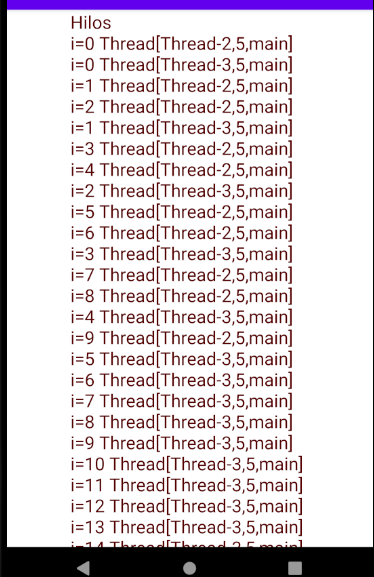 Hilos
i=0 Thread[Thread-2,5,main]
i=0 Thread[Thread-3,5,main]
i=1 Thread[Thread-2,5,main]
i=2 Thread[Thread-2,5,main]
i=1 Thread[Thread-3,5,main]
i=3 Thread[Thread-2,5,main]
i=4 Thread[Thread-2,5,main]
i=2 Thread[Thread-3,5,main]
i=5 Thread[Thread-2,5,main]
i=6 Thread[Thread-2,5,main]
i=3 Thread[Thread-3,5,main]
i=7 Thread[Thread-2,5,main]
i=8 Thread[Thread-2,5,main]
i=4 Thread[Thread-3,5,main]
i=9 Thread[Thread-2,5,main]
i=5 Thread[Thread-3,5,main]
i=6 Thread[Thread-3,5,main]
i=7 Thread[Thread-3,5,main]
i=8 Thread[Thread-3,5,main]
i=9 Thread[Thread-3,5,main]
i=10 Thread[Thread-3,5,main]
i=11 Thread[Thread-3,5,main]
i=12 Thread[Thread-3,5,main]
i=13 Thread[Thread-3,5,main]